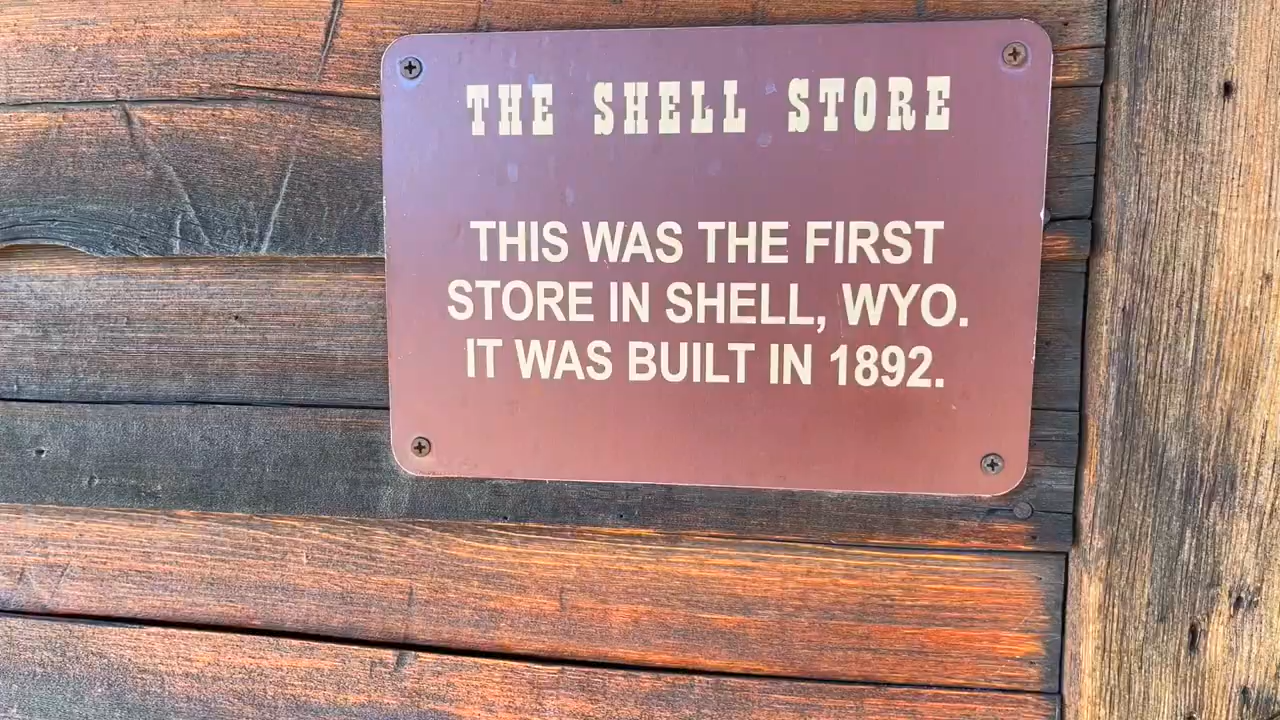 THE SHELL STORE
THIS WAS THE FIRST
STORE IN SHELL, WYO.
IT WAS BUILT IN 1892.